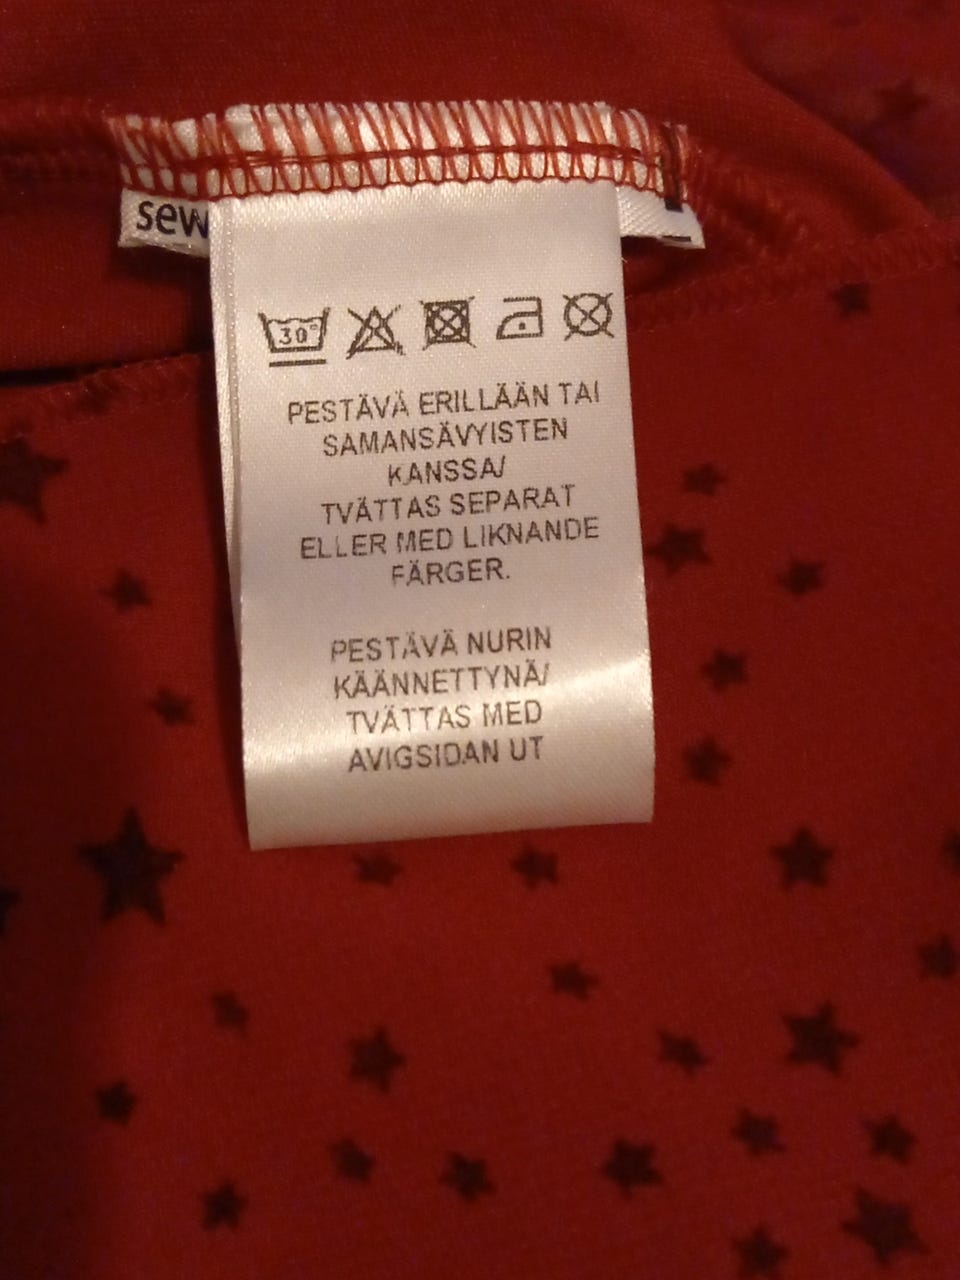 sew
30°
PESTÄVÄ ERILLÄÄN TAI
SAMANSÄVYISTEN
KANSSA/
TVÄTTAS SEPARAT
ELLER MED LIKNANDE
FÄRGER.
PESTÄVÄ NURIN
KÄÄNNETTYNÄ/
TVÄTTAS MED
AVIGSIDAN UT